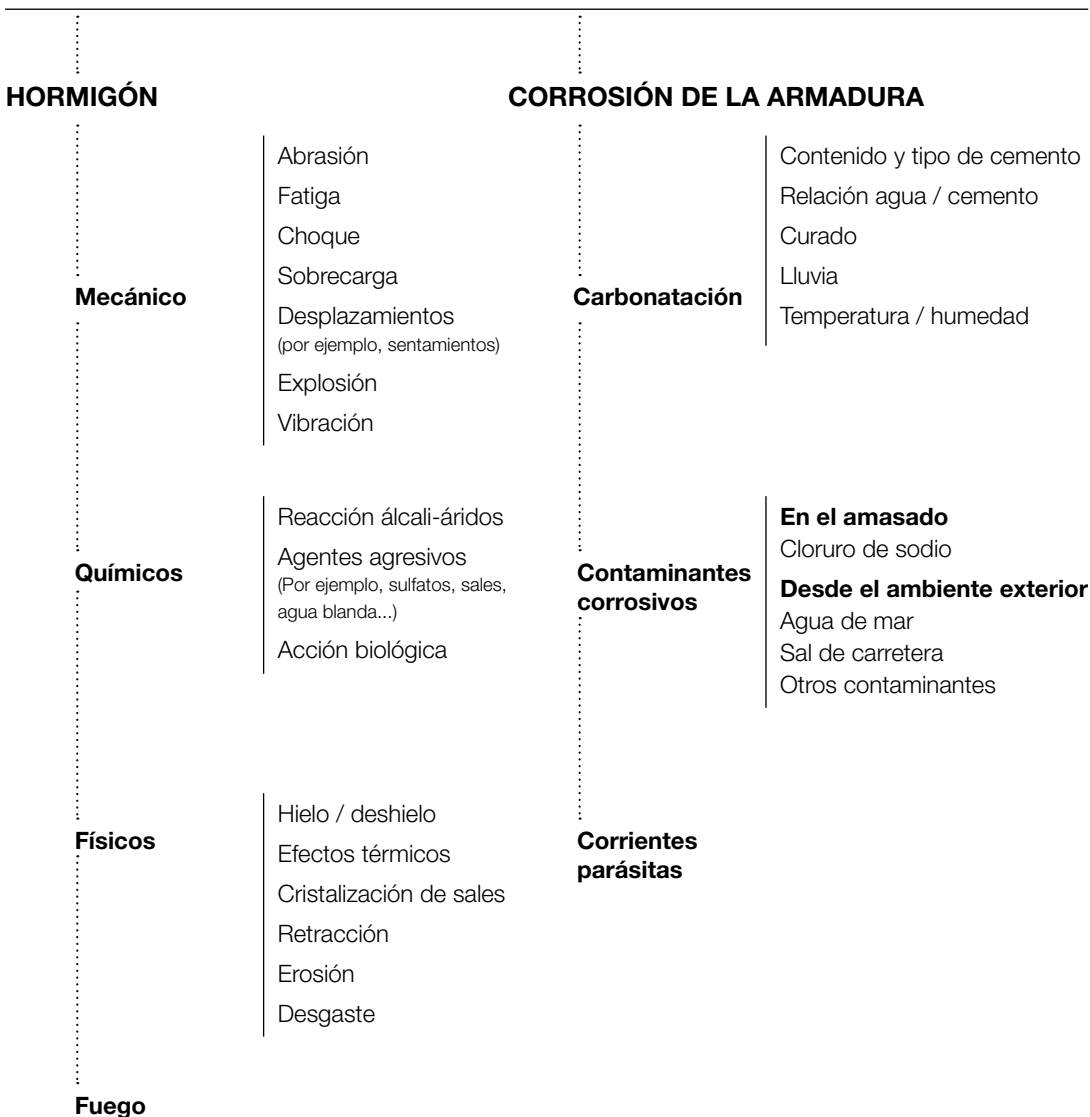 HORMIGÓN
Mecánico
Abrasión
Fatiga
Choque
Sobrecarga
Desplazamientos
(por ejemplo, sentamientos)
Explosión
Vibración
Químicos
Reacción álcali-áridos
Agentes agresivos
(Por ejemplo, sulfatos, sales,
agua blanda...)
Acción biológica
Físicos
Hielo / deshielo
Efectos térmicos
Cristalización de sales
Retracción
Erosión
Desgaste
Fuego
CORROSIÓN DE LA ARMADURA
Carbonatación
Contenido y tipo de cemento
Relación agua / cemento
Curado
Lluvia
Temperatura / humedad
Contaminantes
corrosivos
En el amasado
Cloruro de sodio
Desde el ambiente exterior
Agua de mar
Sal de carretera
Otros contaminantes
Corrientes
parásitas